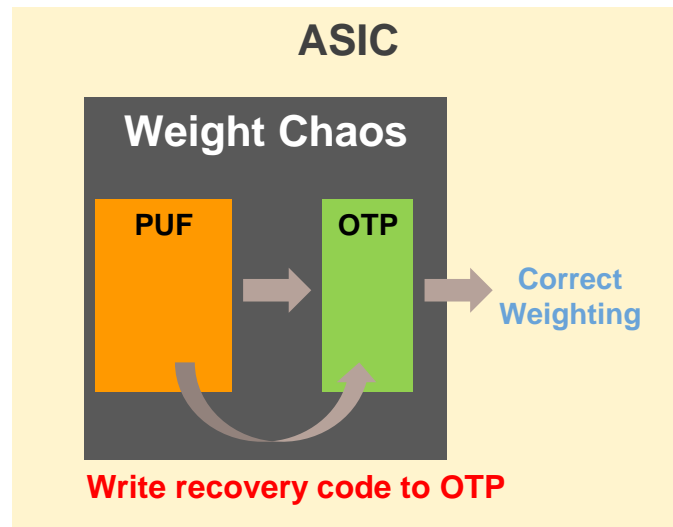 ASIC
Weight Chaos
PUF
OTP
Correct
Weighting
Write recovery code to OTP